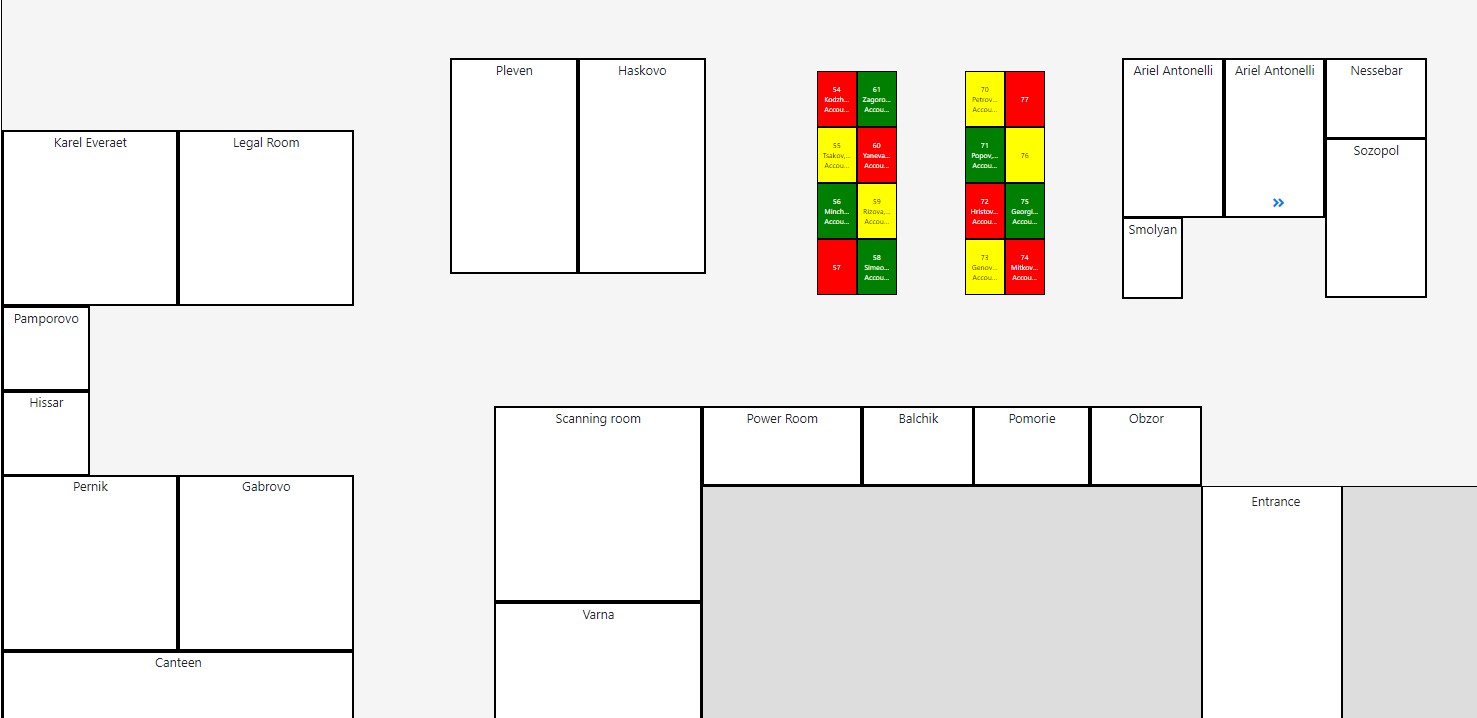 Pleven
Haskovo
54
Kodzh...
Accou...
61
Zagoro...
Accou...
55
Tsakov,...
Accou...
60
Yaneva...
Accou...
56
Minch...
Accou...
59
Rizova,...
Accou...
57
58
Simeo...
Accou...
70
Petrov...
Accou...
77
71
Popov,...
Accou...
76
72
Hristov...
Accou...
75
Georgi...
Accou...
73
Genov...
Accou...
74
Mitkov...
Accou...
Ariel Antonelli
Ariel Antonelli
Nessebar
Sozopol
Smolyan
Karel Everaet
Legal Room
Pamporovo
Hissar
Pernik
Gabrovo
Canteen
Scanning room
Power Room
Balchik
Pomorie
Obzor
Entrance
Varna